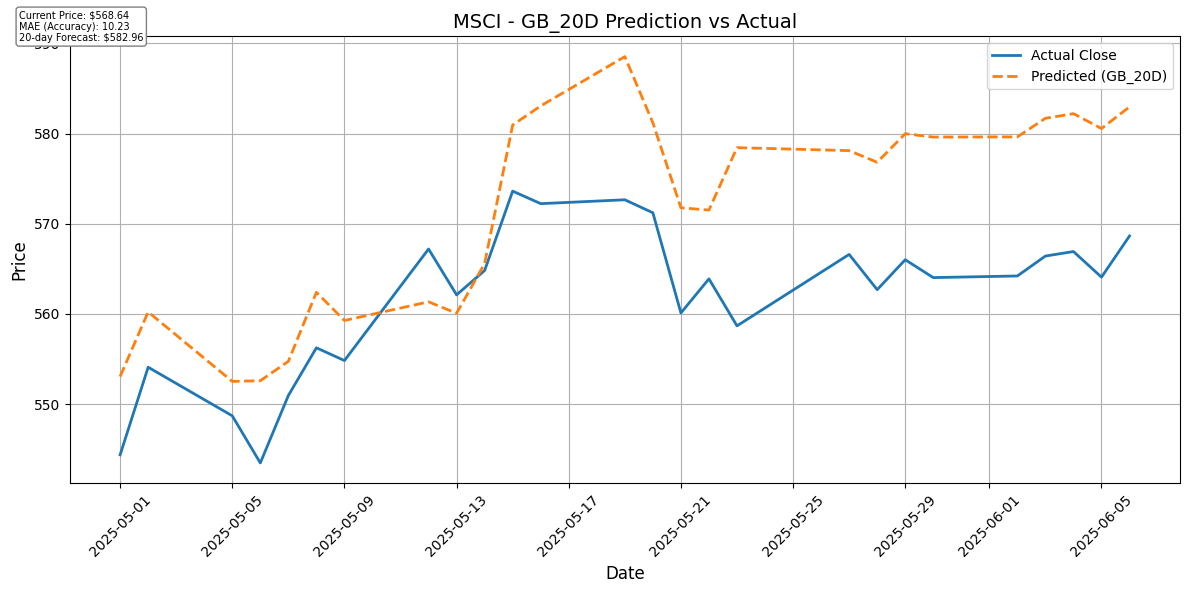 MSCI - GB_20D Prediction vs Actual
Current Price: $568.64
MAE (Accuracy): 10.23
20-day Forecast: $582.96
Actual Close
Predicted (GB_20D)
580
570
560
550
Price
2025-05-01
2025-05-05
2025-05-09
2025-05-13
2025-05-17
2025-05-21
2025-05-25
2025-05-29
2025-06-01
2025-06-05
Date